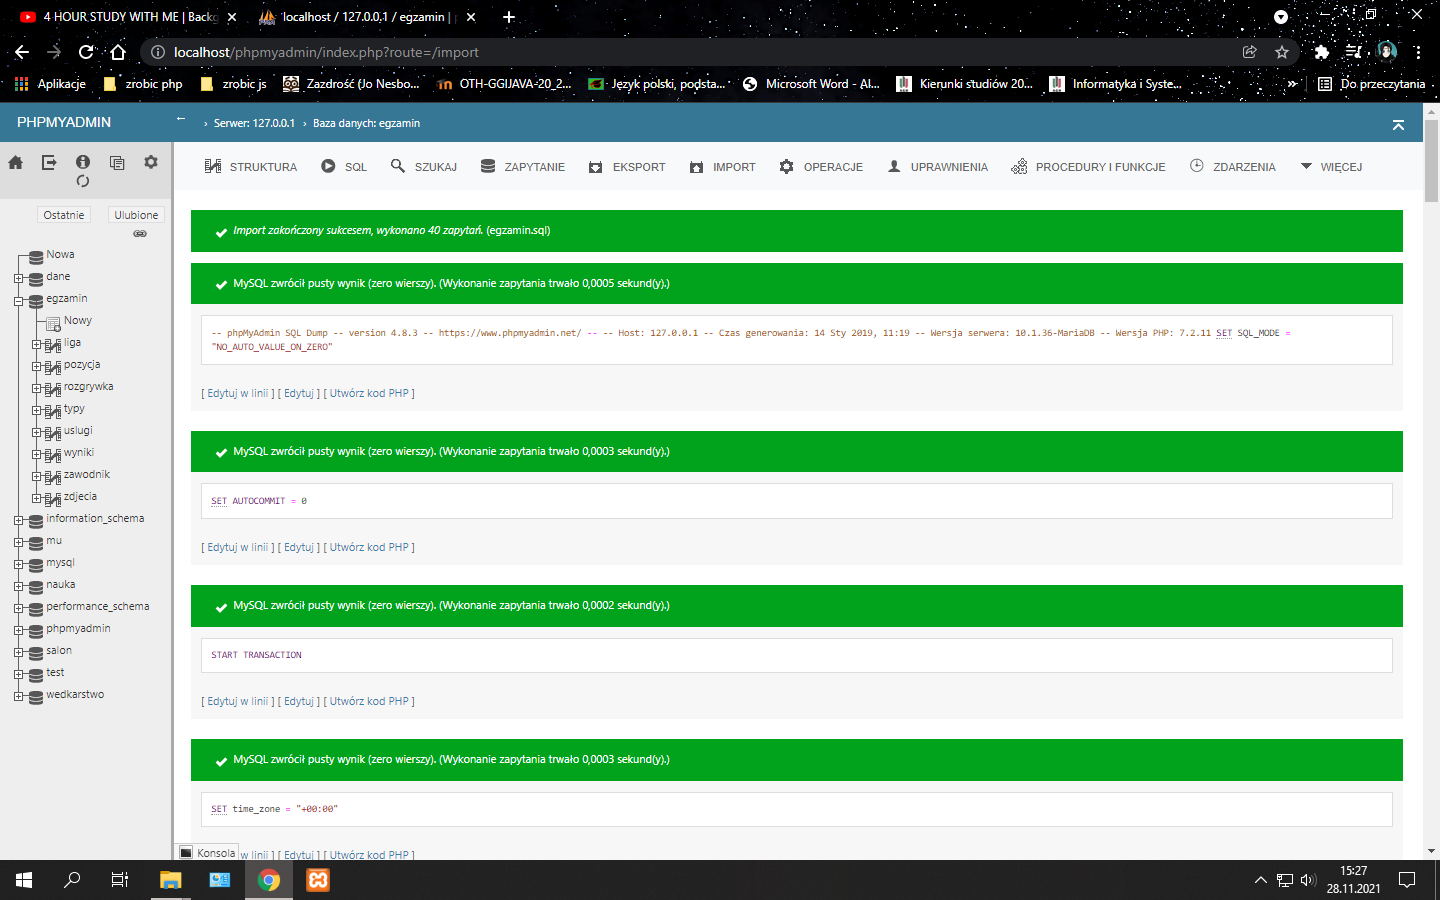 4 HOUR STUDY WITH ME | Backg
localhost / 127.0.0.1 / egzamin | p
localhost/phpmyadmin/index.php?route=/import
Aplikacje
zrobic php
zrobic js
Zazdrość (Jo Nesbo...
OTH-GGIJAVA-20_2...
Język polski, podsta...
Microsoft Word - Al...
Kierunki studiów 20...
Informatyka i Syste...
»
Do przeczytania
PHPMYADMIN
← › Serwer: 127.0.0.1 › Baza danych: egzamin
STRUKTURA
SQL
SZUKAJ
ZAPYTANIE
EKSPORT
IMPORT
OPERACJE
UPRAWNIENIA
PROCEDURY I FUNKCJE
ZDARZENIA
WIĘCEJ
Ostatnie
Ulubione
Nowa
dane
egzamin
Nowy
liga
pozycja
rozgrywka
typy
uslugi
wyniki
zawodnik
zdjecia
information_schema
mu
mysql
nauka
performance_schema
phpmyadmin
salon
test
wedkarstwo
Import zakończony sukcesem, wykonano 40 zapytań. (egzamin.sql)
MySQL zwrócił pusty wynik (zero wierszy). (Wykonanie zapytania trwało 0,0005 sekund(y).)
-- phpMyAdmin SQL Dump -- version 4.8.3 -- https://www.phpmyadmin.net/ -- -- Host: 127.0.0.1 -- Czas generowania: 14 Sty 2019, 11:19 -- Wersja serwera: 10.1.36-MariaDB -- Wersja PHP: 7.2.11 SET SQL_MODE =
"NO_AUTO_VALUE_ON_ZERO"
[ Edytuj w linii ] [ Edytuj ] [ Utwórz kod PHP ]
MySQL zwrócił pusty wynik (zero wierszy). (Wykonanie zapytania trwało 0,0003 sekund(y).)
SET AUTOCOMMIT = 0
[ Edytuj w linii ] [ Edytuj ] [ Utwórz kod PHP ]
MySQL zwrócił pusty wynik (zero wierszy). (Wykonanie zapytania trwało 0,0002 sekund(y).)
START TRANSACTION
[ Edytuj w linii ] [ Edytuj ] [ Utwórz kod PHP ]
MySQL zwrócił pusty wynik (zero wierszy). (Wykonanie zapytania trwało 0,0003 sekund(y).)
SET time_zone = "+00:00"
Konsola
w linii ] [ Edytuj ] [ Utwórz kod PHP ]
15:27
28.11.2021